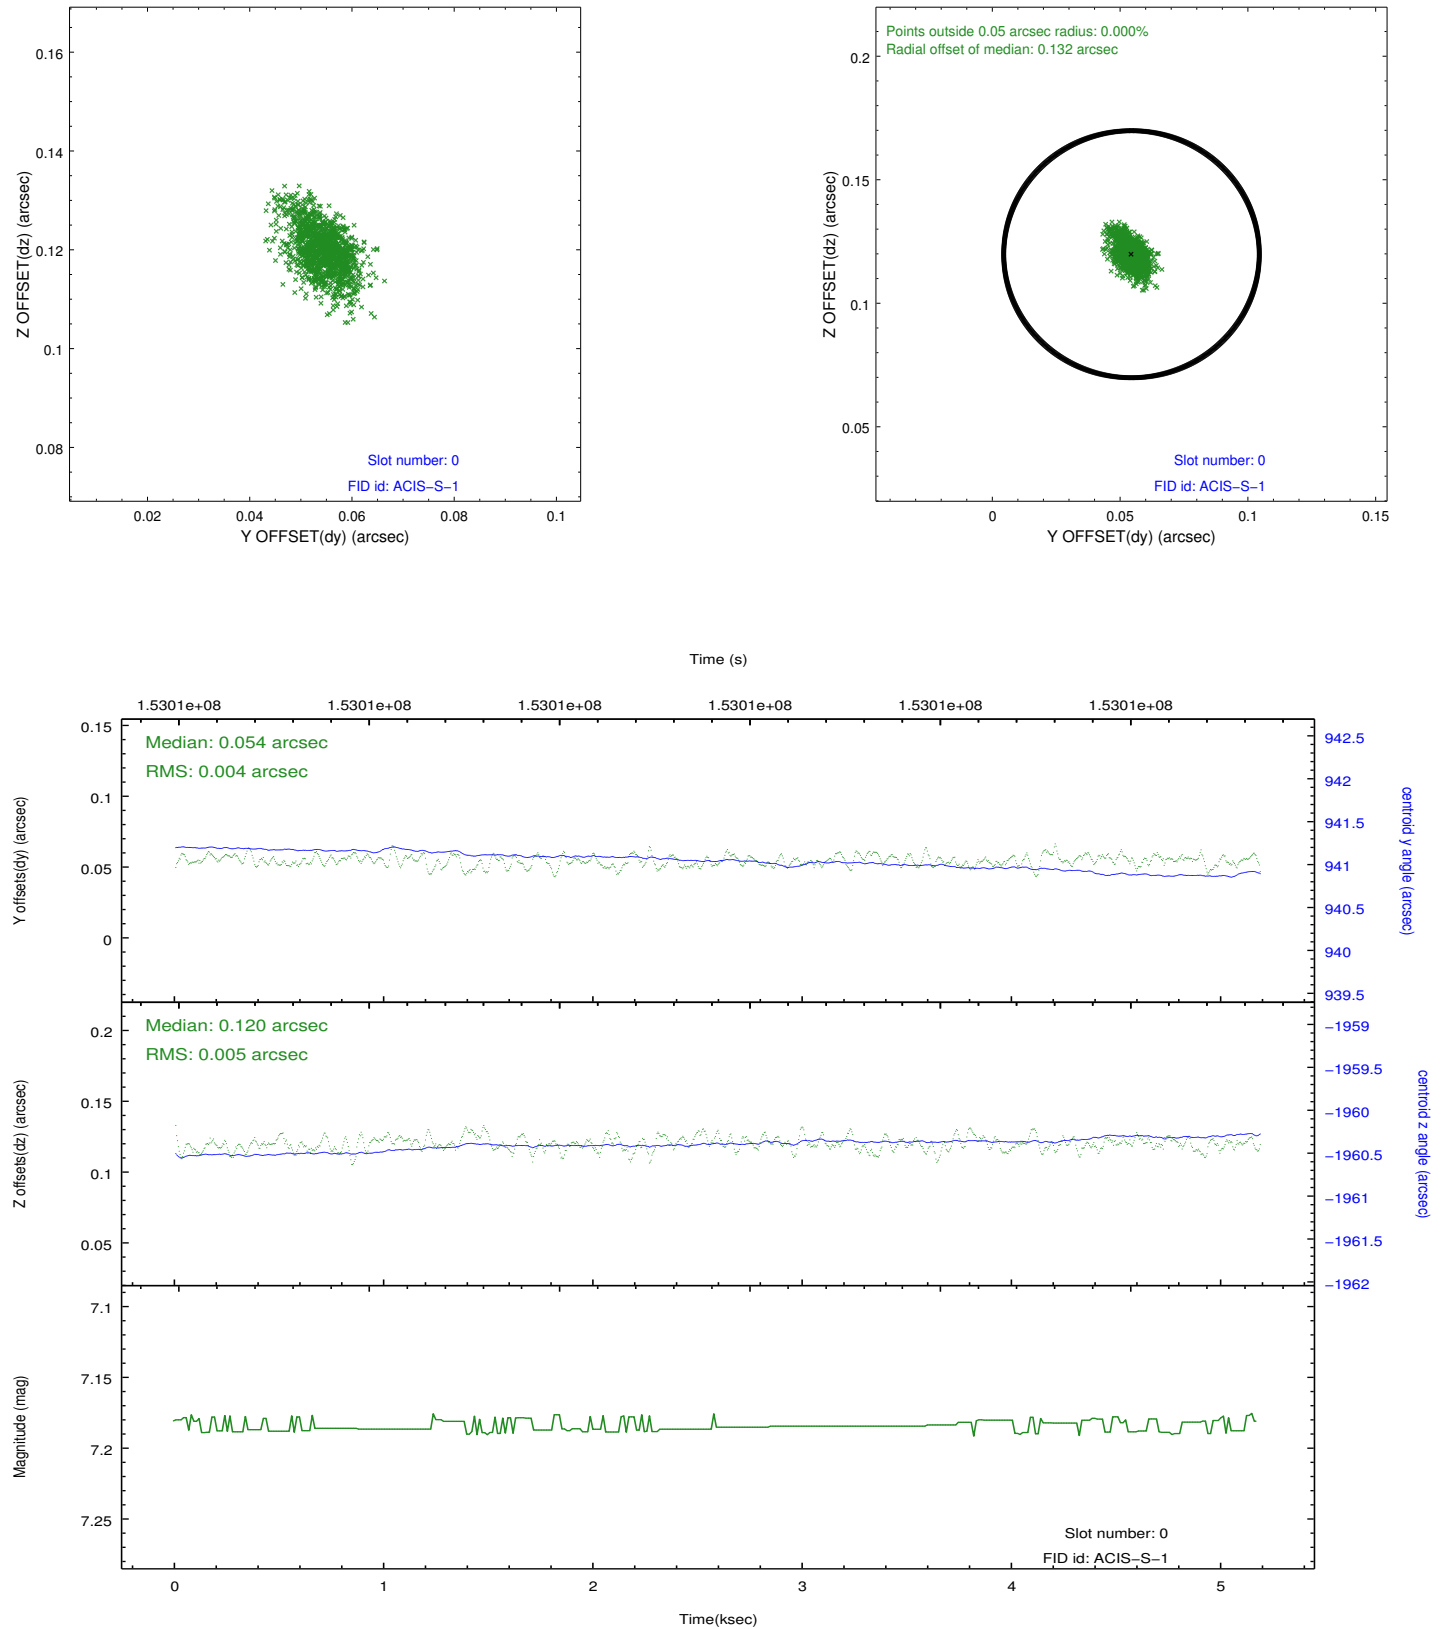 0.16
0.14
0.12
0.1
0.08
Z OFFSET(dz) (arcsec)
Slot number: 0
FID id: ACIS−S−1
0.02 0.04 0.06 0.08 0.1
Y OFFSET(dy) (arcsec)
Points outside 0.05 arcsec radius: 0.000%
Radial offset of median: 0.132 arcsec
0.2
0.15
0.1
0.05
Z OFFSET(dz) (arcsec)
Slot number: 0
FID id: ACIS−S−1
0 0.05 0.1 0.15
Y OFFSET(dy) (arcsec)
Time (s)
1.5301e+08 1.5301e+08 1.5301e+08 1.5301e+08 1.5301e+08 1.5301e+08
Median: 0.054 arcsec
RMS: 0.004 arcsec
0.15
0.1
0.05
0
Y offsets(dy) (arcsec)
942.5
942
941.5
941
940.5
940
939.5
centroid y angle (arcsec)
Median: 0.120 arcsec
RMS: 0.005 arcsec
0.2
0.15
0.1
0.05
Z offsets(dz) (arcsec)
−1959
−1959.5
−1960
−1960.5
−1961
−1961.5
−1962
centroid z angle (arcsec)
7.1
7.15
7.2
7.25
Magnitude (mag)
Slot number: 0
FID id: ACIS−S−1
0 1 2 3 4 5
Time(ksec)